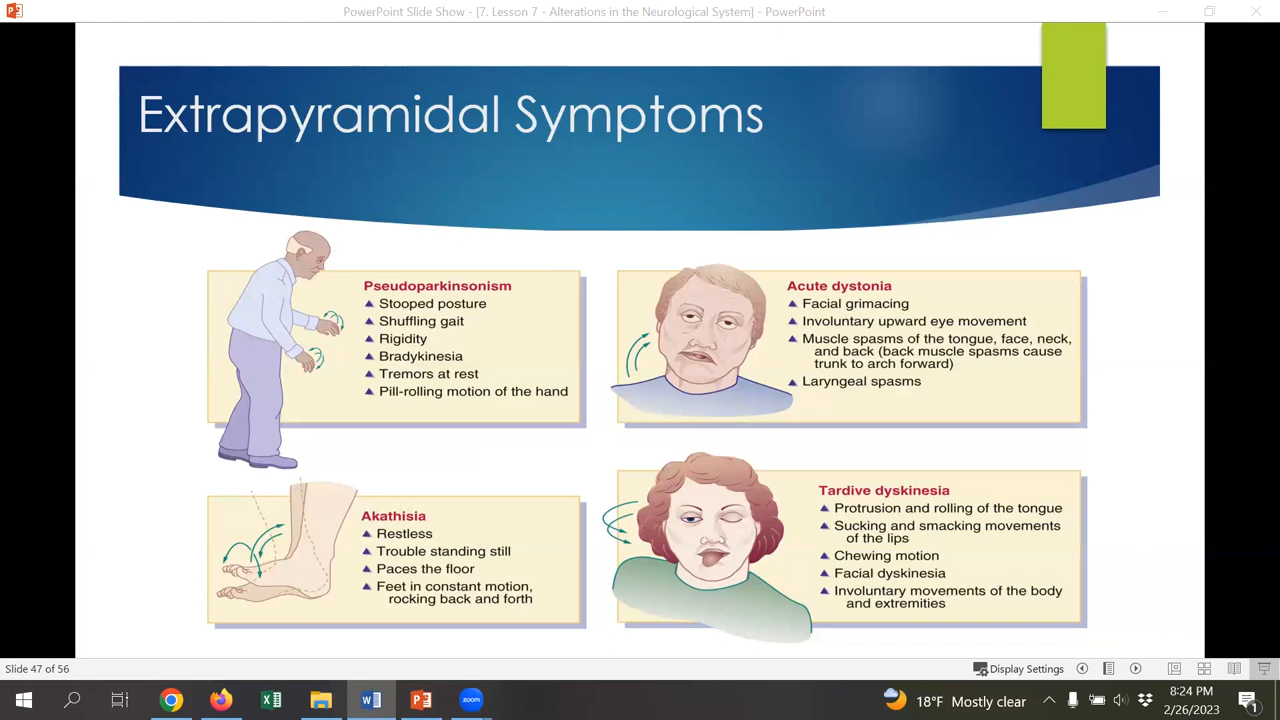 PowerPoint Slide Show - [7. Lesson 7 - Alterations in the Neurological System] - PowerPoint
Extrapyramidal Symptoms
Pseudoparkinsonism
Stooped posture
Shuffling gait
Rigidity
Bradykinesia
Tremors at rest
Pill-rolling motion of the hand
Acute dystonia
Facial grimacing
Involuntary upward eye movement
Muscle spasms of the tongue, face, neck,
and back (back muscle spasms cause
trunk to arch forward)
Laryngeal spasms
Akathisia
Restless
Trouble standing still
Paces the floor
Feet in constant motion,
rocking back and forth
Tardive dyskinesia
Protrusion and rolling of the tongue
Sucking and smacking movements
of the lips
Chewing motion
Facial dyskinesia
Involuntary movements of the body
and extremities
Slide 47 of 56
Display Settings
zoom
18°F Mostly clear
8:24 PM
2/26/2023
1